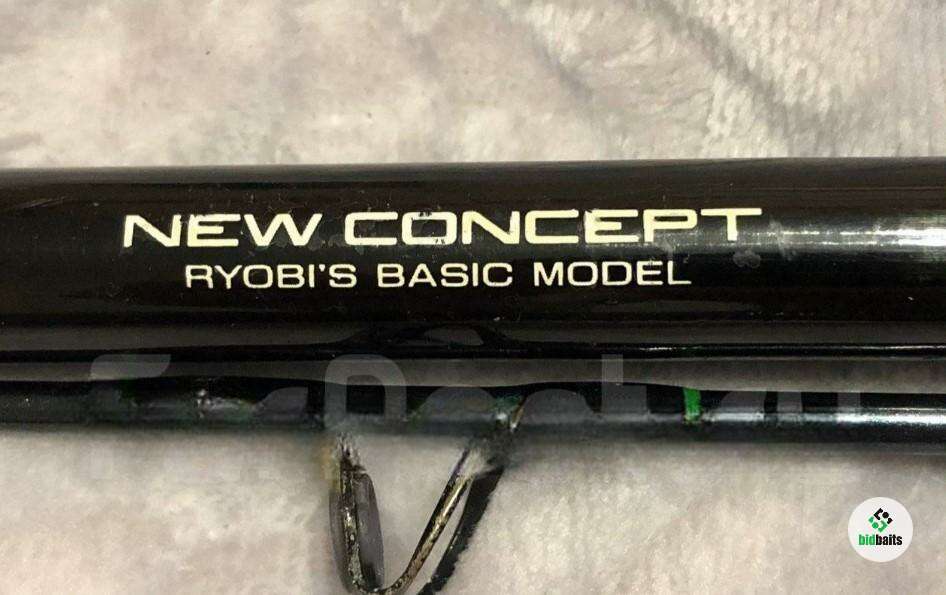 NEW CONCEPT
RYOBI'S BASIC MODEL
bidbaits